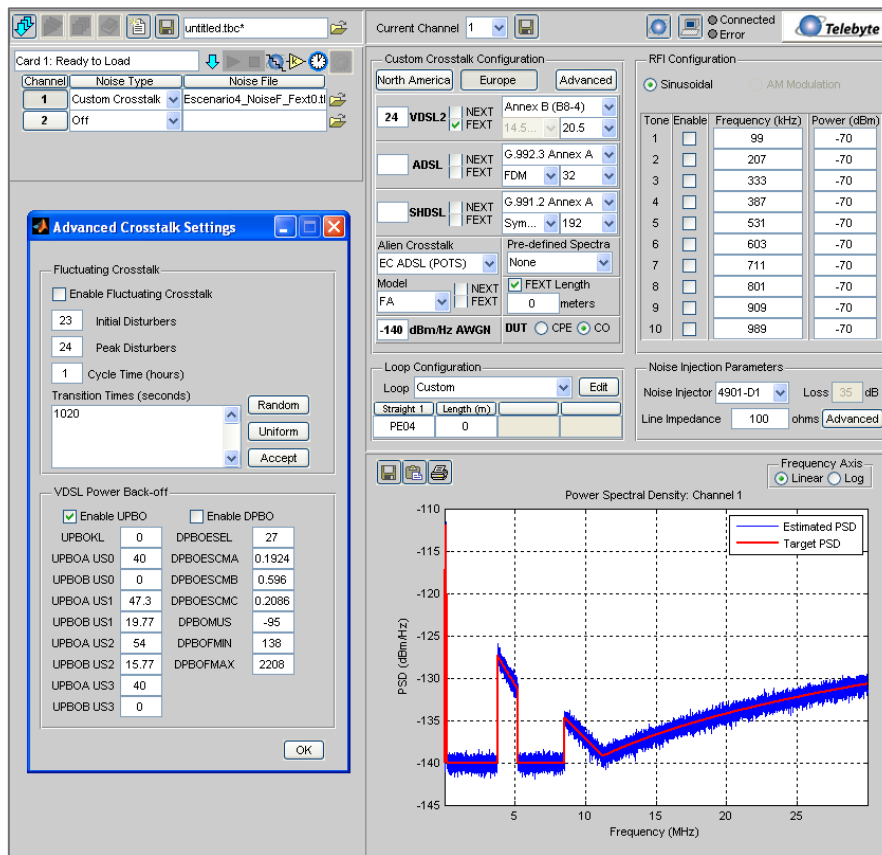 untitled.tbc*
Current Channel 1
Connected
Error
Telebyte
Card 1: Ready to Load
Channel Noise Type Noise File
1 Custom Crosstalk Escenario4_NoiseF_Fext0.tl
2 Off
Custom Crosstalk Configuration
North America Europe Advanced
24 VDSL2 NEXT FEXT Annex B (B8-4)
14.5... 20.5
ADSL NEXT FEXT G.992.3 Annex A
FDM 32
SHDSL NEXT FEXT G.991.2 Annex A
Sym... 192
Alien Crosstalk Pre-defined Spectra
EC ADSL (POTS) None
Model NEXT FEXT Length
FA FEXT 0 meters
-140 dBm/Hz AWGN DUT CPE CO
RFI Configuration
Sinusoidal AM Modulation
Tone Enable Frequency (kHz) Power (dBm)
1 99 -70
2 207 -70
3 333 -70
4 387 -70
5 531 -70
6 603 -70
7 711 -70
8 801 -70
9 909 -70
10 989 -70
Loop Configuration
Loop Custom Edit
Straight 1 Length (m)
PE04 0
Noise Injection Parameters
Noise Injector 4901-D1 Loss 35 dB
Line Impedance 100 ohms Advanced
Advanced Crosstalk Settings
Fluctuating Crosstalk
Enable Fluctuating Crosstalk
23 Initial Disturbers
24 Peak Disturbers
1 Cycle Time (hours)
Transition Times (seconds)
1020
Random
Uniform
Accept
VDSL Power Back-off
Enable UPBO Enable DPBO
UPBOKL 0 DPBOESEL 27
UPBOA US0 40 DPBOESCMA 0.1924
UPBOB US0 0 DPBOESCMB 0.596
UPBOA US1 47.3 DPBOESCMC 0.2086
UPBOB US1 19.77 DPBOMUS -95
UPBOA US2 54 DPBOFMIN 138
UPBOB US2 15.77 DPBOFMAX 2208
UPBOA US3 40
UPBOB US3 0
OK
Frequency Axis
Linear Log
Power Spectral Density: Channel 1
Estimated PSD
Target PSD
PSD (dBm/Hz)
-110
-115
-120
-125
-130
-135
-140
-145
5 10 15 20 25
Frequency (MHz)